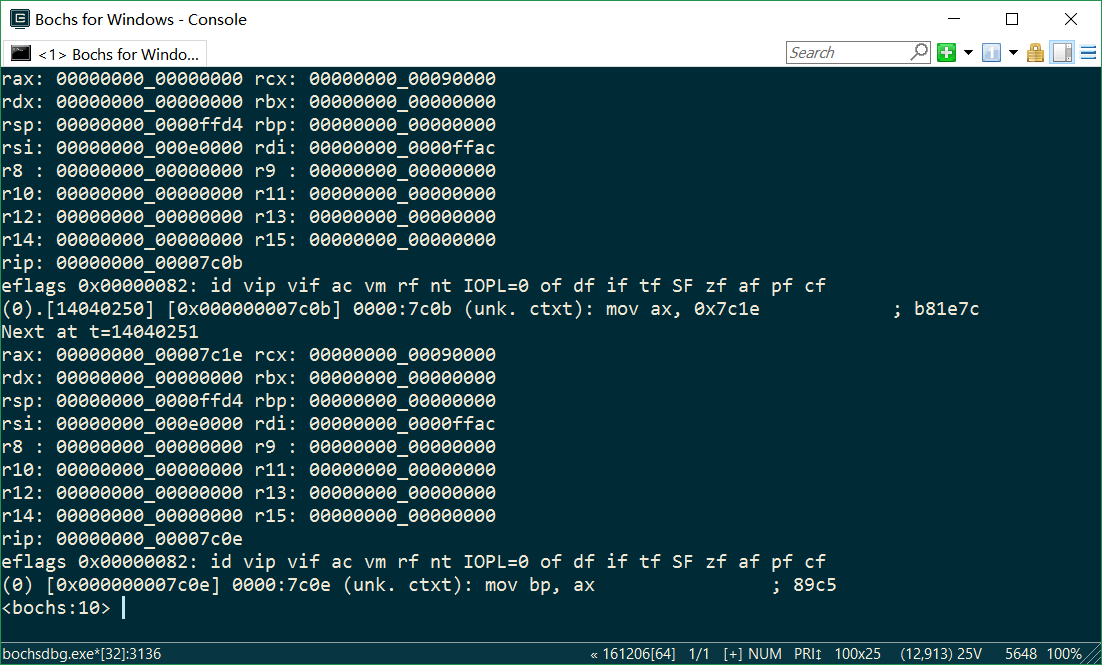 Bochs for Windows - Console
<1> Bochs for Windo...
Search
rax: 00000000_00000000 rcx: 00000000_00090000
rdx: 00000000_00000000 rbx: 00000000_00000000
rsp: 00000000_0000ffd4 rbp: 00000000_00000000
rsi: 00000000_000e0000 rdi: 00000000_0000ffac
r8 : 00000000_00000000 r9 : 00000000_00000000
r10: 00000000_00000000 r11: 00000000_00000000
r12: 00000000_00000000 r13: 00000000_00000000
r14: 00000000_00000000 r15: 00000000_00000000
rip: 00000000_00007c0b
eflags 0x00000082: id vip vif ac vm rf nt IOPL=0 of df if tf SF zf af pf cf
(0).[14040250] [0x000000007c0b] 0000:7c0b (unk. ctxt): mov ax, 0x7c1e            ; b81e7c
Next at t=14040251
rax: 00000000_00007c1e rcx: 00000000_00090000
rdx: 00000000_00000000 rbx: 00000000_00000000
rsp: 00000000_0000ffd4 rbp: 00000000_00000000
rsi: 00000000_000e0000 rdi: 00000000_0000ffac
r8 : 00000000_00000000 r9 : 00000000_00000000
r10: 00000000_00000000 r11: 00000000_00000000
r12: 00000000_00000000 r13: 00000000_00000000
r14: 00000000_00000000 r15: 00000000_00000000
rip: 00000000_00007c0e
eflags 0x00000082: id vip vif ac vm rf nt IOPL=0 of df if tf SF zf af pf cf
(0) [0x000000007c0e] 0000:7c0e (unk. ctxt): mov bp, ax                ; 89c5
<bochs:10>
bochsdbg.exe*[32]:3136 « 161206[64] 1/1 [+] NUM PRI↕ 100x25 (12,913) 25V 5648 100%